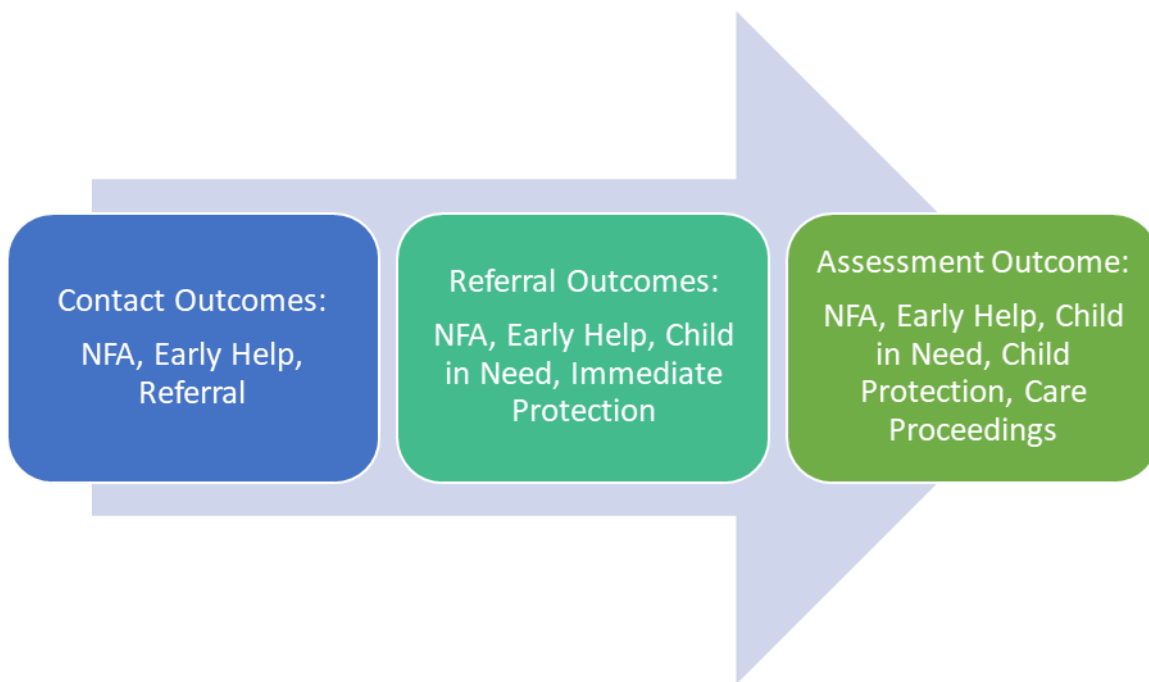 Contact Outcomes:
NFA, Early Help,
Referral
Referral Outcomes:
NFA, Early Help, Child
in Need, Immediate
Protection
Assessment Outcome:
NFA, Early Help, Child
in Need, Child
Protection, Care
Proceedings